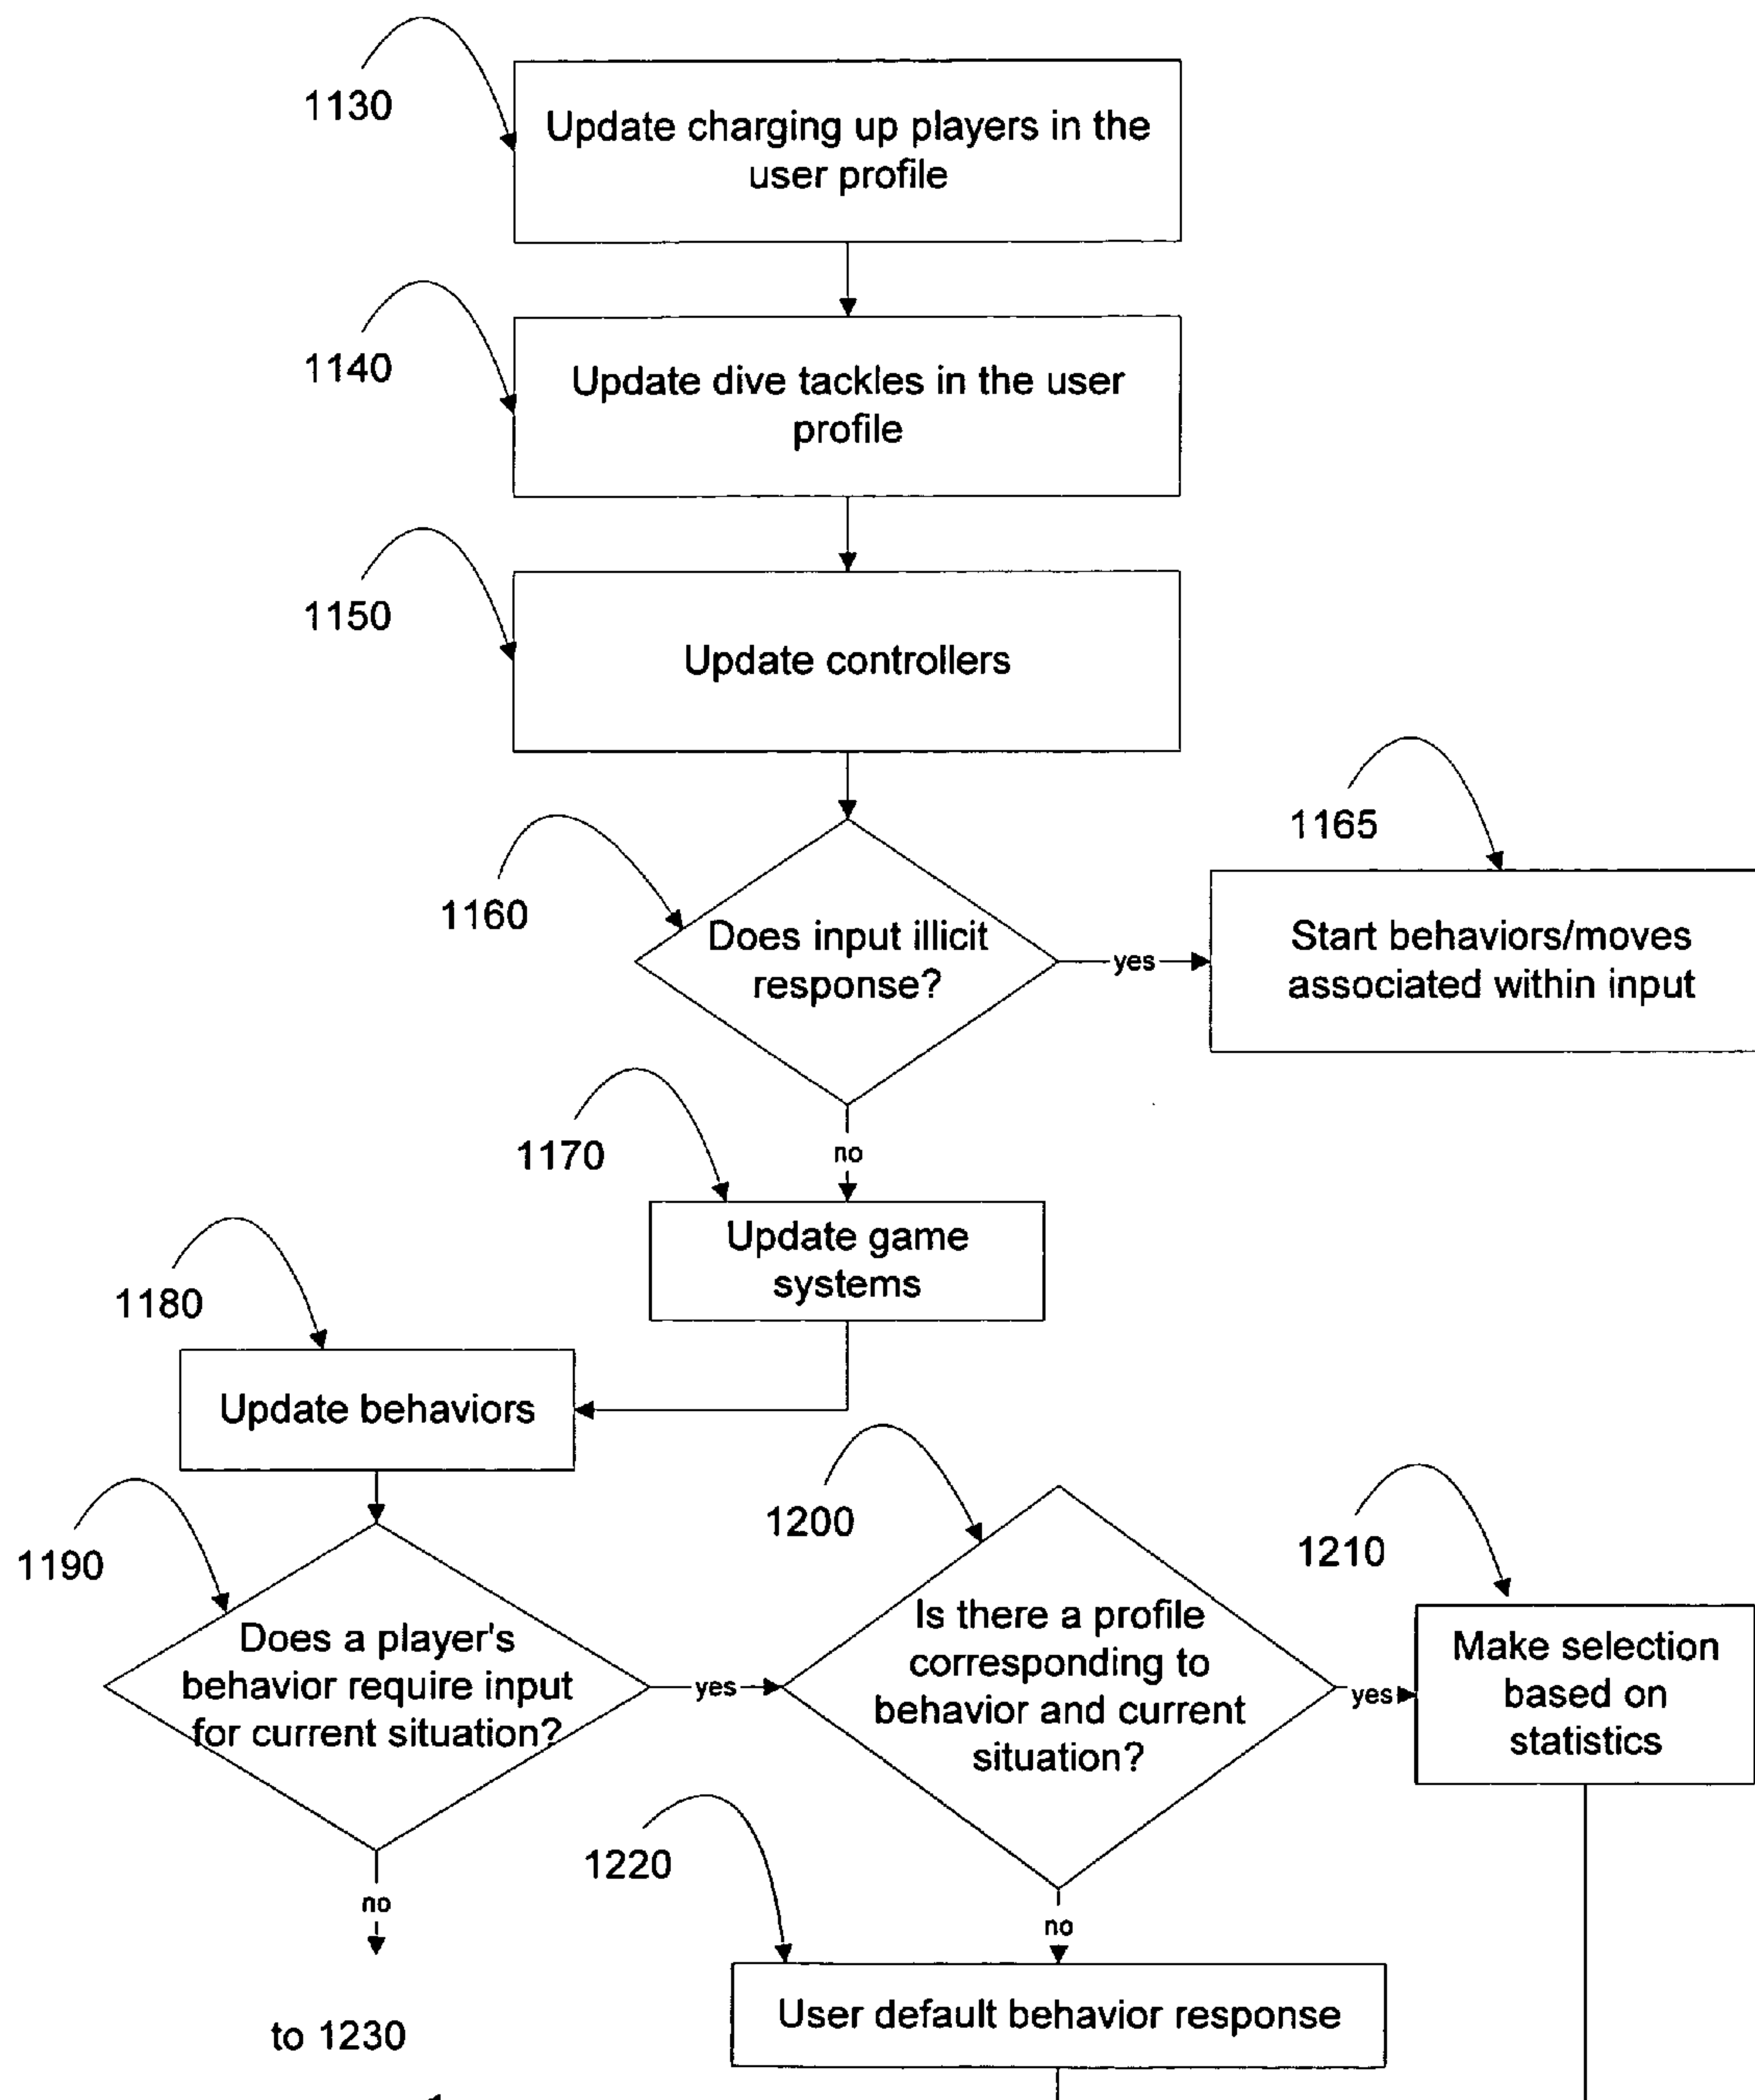 1130
Update charging up players in the
user profile
1140
Update dive tackles in the user
profile
1150
Update controllers
1165
1160
Does input illicit
response?
yes
Start behaviors/moves
associated within input
1170
no
Update game
systems
1180
Update behaviors
1200
1210
1190
Does a player's
behavior require input
for current situation?
yes
Is there a profile
corresponding to
behavior and current
situation?
yes
Make selection
based on
statistics
1220
no
no
User default behavior response
to 1230